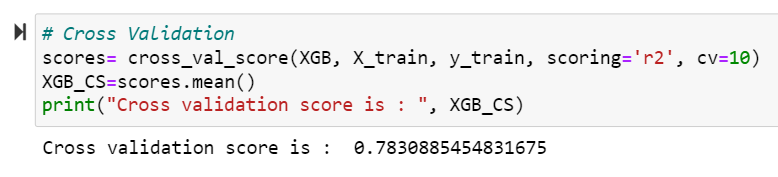 # Cross Validation
scores= cross_val_score(XGB, X_train, y_train, scoring='r2', cv=10)
XGB_CS=scores.mean()
print("Cross validation score is : ", XGB_CS)
Cross validation score is :  0.7830885454831675